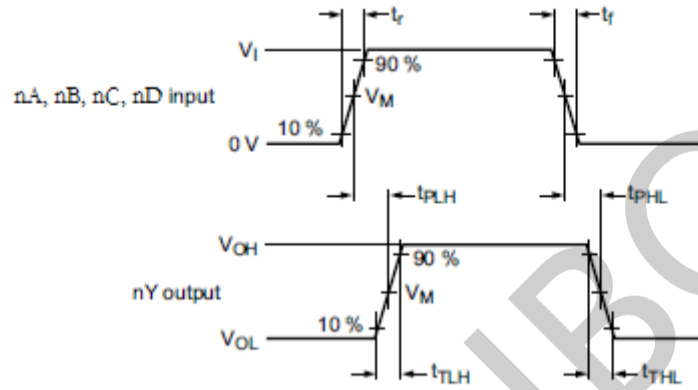 tr
tf
VI
90 %
nA, nB, nC, nD input
VM
10 %
0 V
tPLH
tPHL
VOH
90 %
nY output
VM
10 %
VOL
tTLH
tTHL